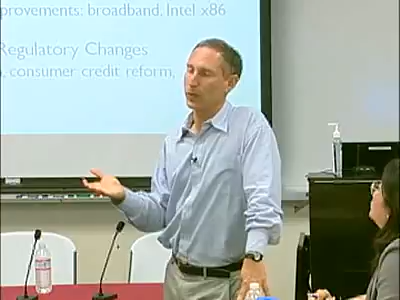 provements: broadband, Intel x86
Regulatory Changes
, consumer credit reform,